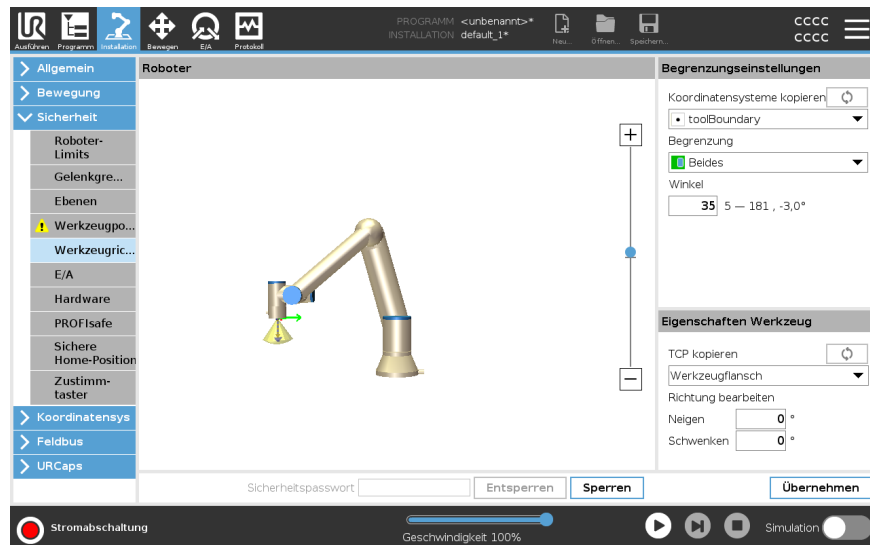 PROGRAMM <unbenannt>*
INSTALLATION default_1*
Ausführen Programm Installation Bewegen E/A Protokoll
Neu... Öffnen... Speichern...
cccc
cccc
Allgemein
Bewegung
Sicherheit
Roboter-
Limits
Gelenkgre...
Ebenen
Werkzeugpo...
Werkzeugric...
E/A
Hardware
PROFIsafe
Sichere
Home-Position
Zustimm-
taster
Koordinatensys
Feldbus
URCaps
Roboter
Begrenzungseinstellungen
Koordinatensysteme kopieren
toolBoundary
Begrenzung
Beides
Winkel
35 5 — 181 , -3,0°
Eigenschaften Werkzeug
TCP kopieren
Werkzeugflansch
Richtung bearbeiten
Neigen 0 °
Schwenken 0 °
Sicherheitspasswort Entsperren Sperren Übernehmen
Stromabschaltung
Geschwindigkeit 100%
Simulation